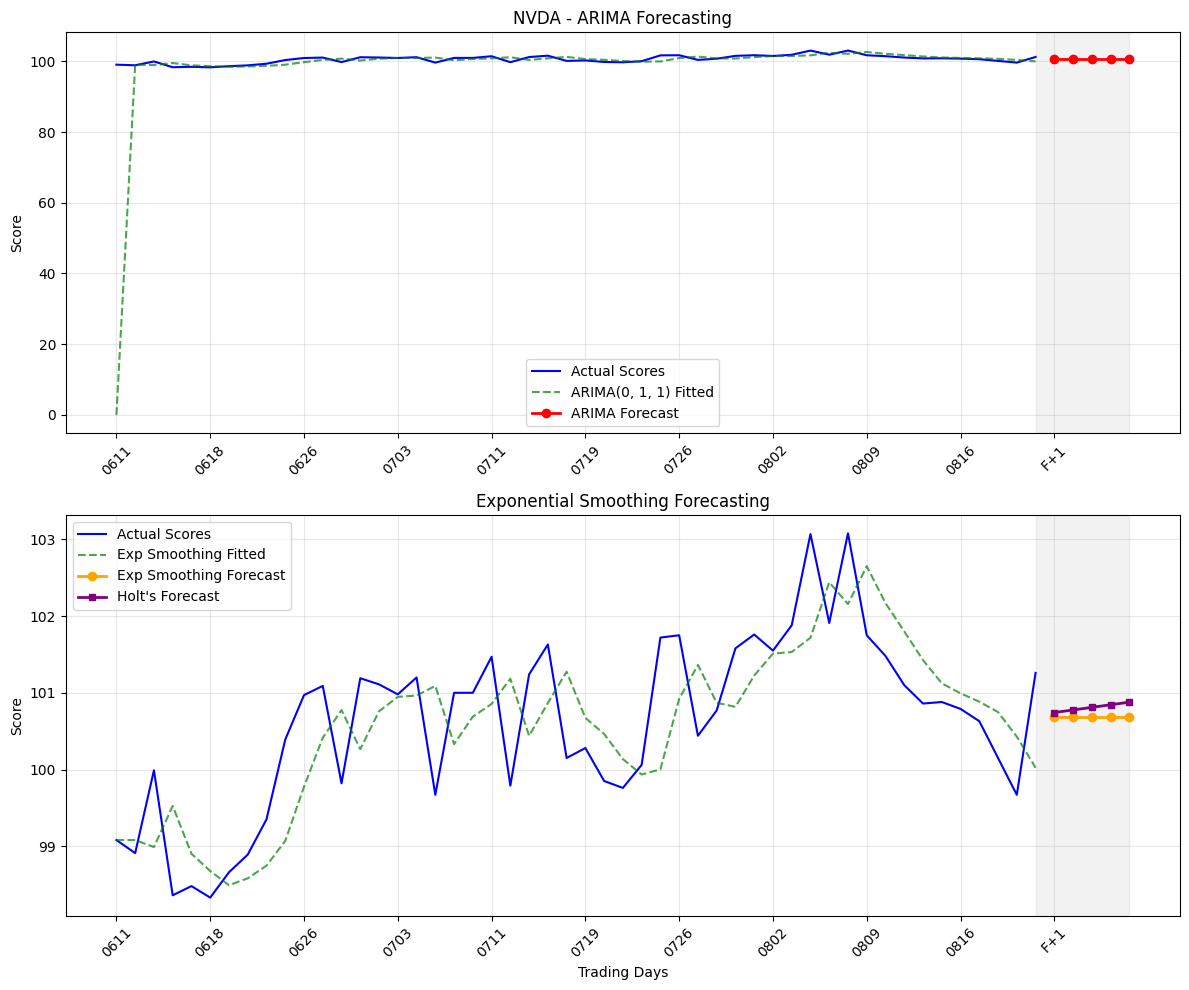 NVDA - ARIMA Forecasting
Score
100
80
60
40
20
0
Actual Scores
ARIMA(0, 1, 1) Fitted
ARIMA Forecast
0611
0618
0626
0703
0711
0719
0726
0802
0809
0816
F+1
Exponential Smoothing Forecasting
Score
103
102
101
100
99
Actual Scores
Exp Smoothing Fitted
Exp Smoothing Forecast
Holt's Forecast
0611
0618
0626
0703
0711
0719
0726
0802
0809
0816
F+1
Trading Days